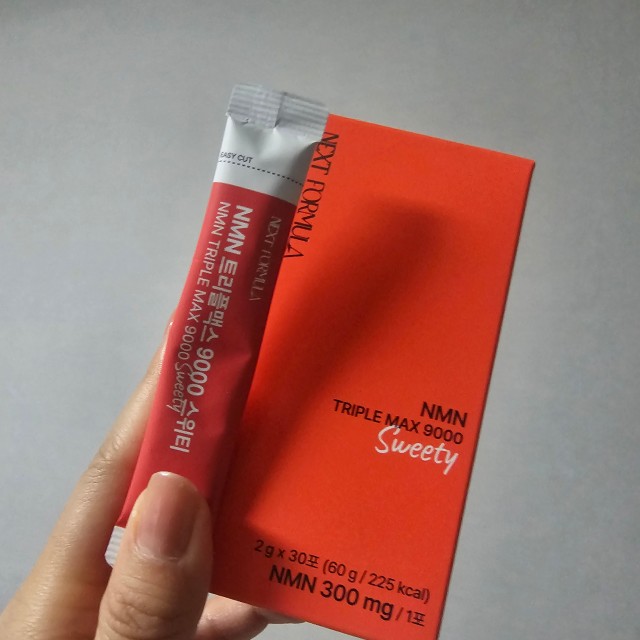 EASY CUT
NEXT FORMULA
NMN 트리플맥스 9000 스위티
NMN TRIPLE MAX 9000 Sweety
NEXT FORMULA
NMN
TRIPLE MAX 9000
Sweety
2 g x 30포 (60 g / 225 kcal)
NMN 300 mg / 1포